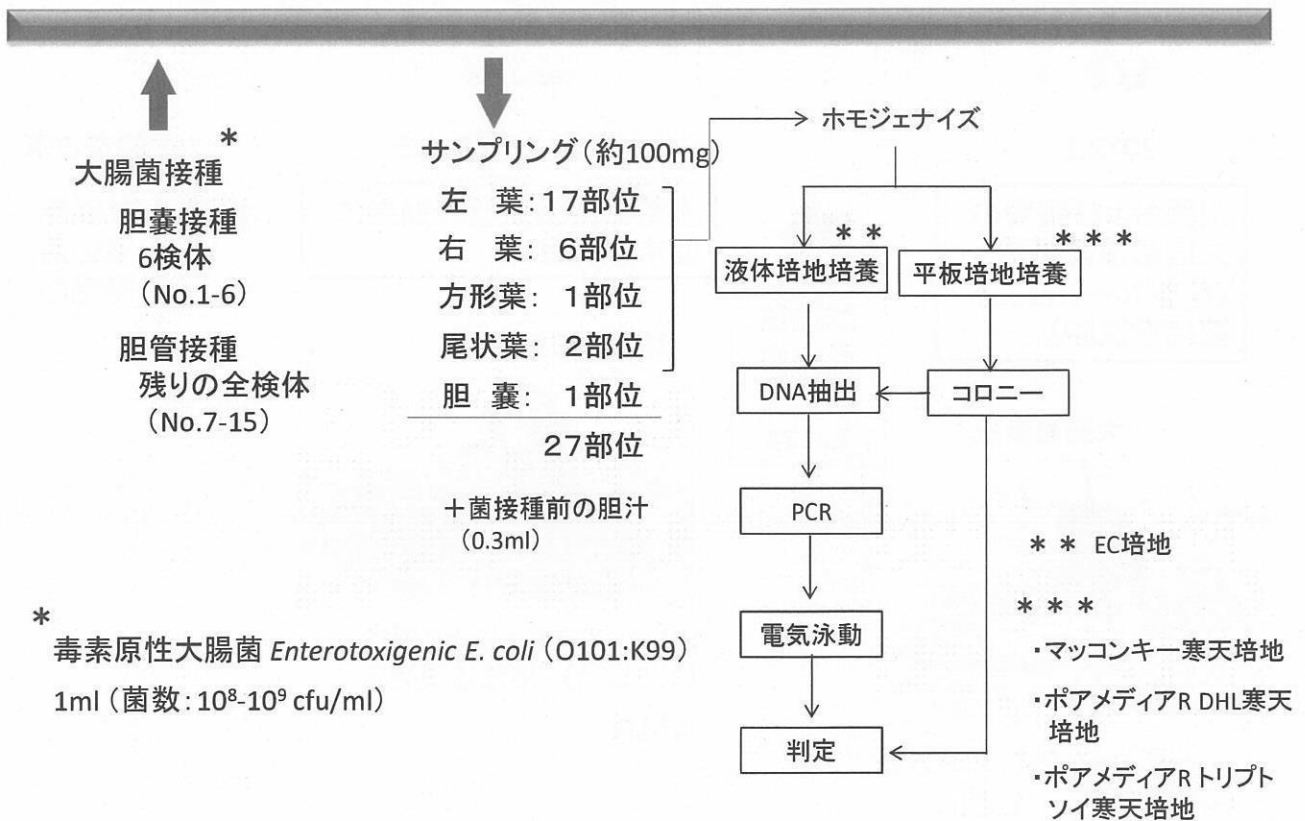 *
大腸菌接種
胆嚢接種
6検体
(No.1-6)
胆管接種
残りの全検体
(No.7-15)
サンプリング(約100mg)
左 葉:17部位
右 葉: 6部位
方形葉: 1部位
尾状葉: 2部位
胆 嚢: 1部位
27部位
+菌接種前の胆汁
(0.3ml)
ホモジェナイズ
**
液体培地培養
***
平板培地培養
DNA抽出
コロニー
PCR
電気泳動
判定
** EC培地
***
・マッコンキー寒天培地
・ポアメディアR DHL寒天
培地
・ポアメディアR トリプト
ソイ寒天培地
*
毒素原性大腸菌 Enterotoxigenic E. coli (O101:K99)
1ml (菌数:10⁸-10⁹ cfu/ml)